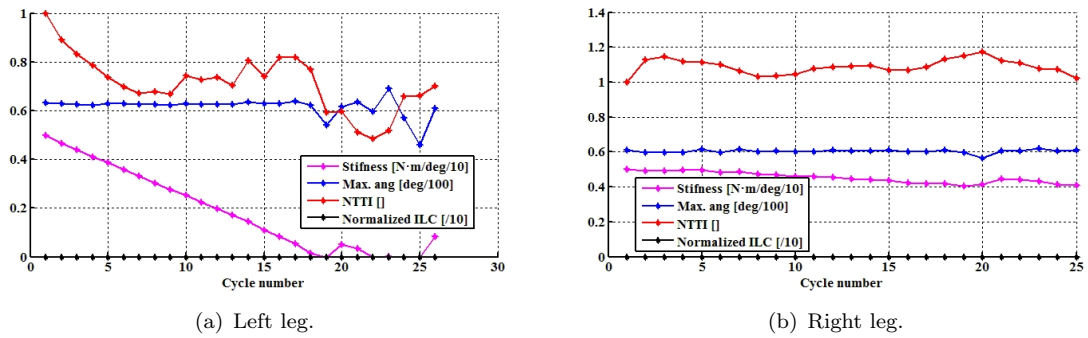 1
0.8
0.6
0.4
0.2
0
0
5
10
15
20
25
30
Stifness [N·m/deg/10]
Max. ang [deg/100]
NTTI []
Normalized ILC [/10]
Cycle number
(a) Left leg.
1.4
1.2
1
0.8
0.6
0.4
0.2
0
0
5
10
15
20
25
Stifness [N·m/deg/10]
Max. ang [deg/100]
NTTI []
Normalized ILC [/10]
Cycle number
(b) Right leg.